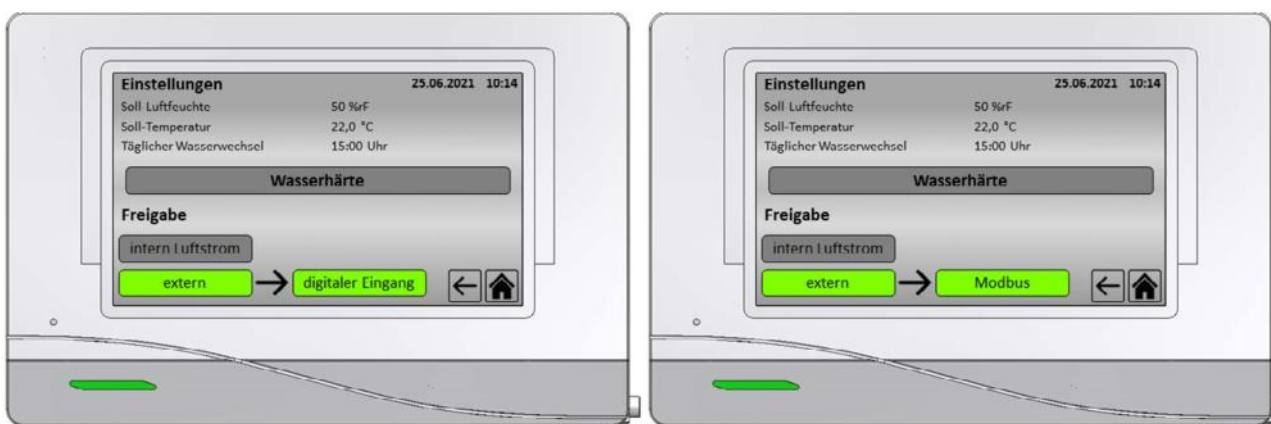 Einstellungen 25.06.2021 10:14
Soll-Luftfeuchte 50 %rF
Soll-Temperatur 22,0 °C
Täglicher Wasserwechsel 15:00 Uhr
Wasserhärte
Freigabe
intern Luftstrom
extern → digitaler Eingang
Einstellungen 25.06.2021 10:14
Soll-Luftfeuchte 50 %rF
Soll-Temperatur 22,0 °C
Täglicher Wasserwechsel 15:00 Uhr
Wasserhärte
Freigabe
intern Luftstrom
extern → Modbus